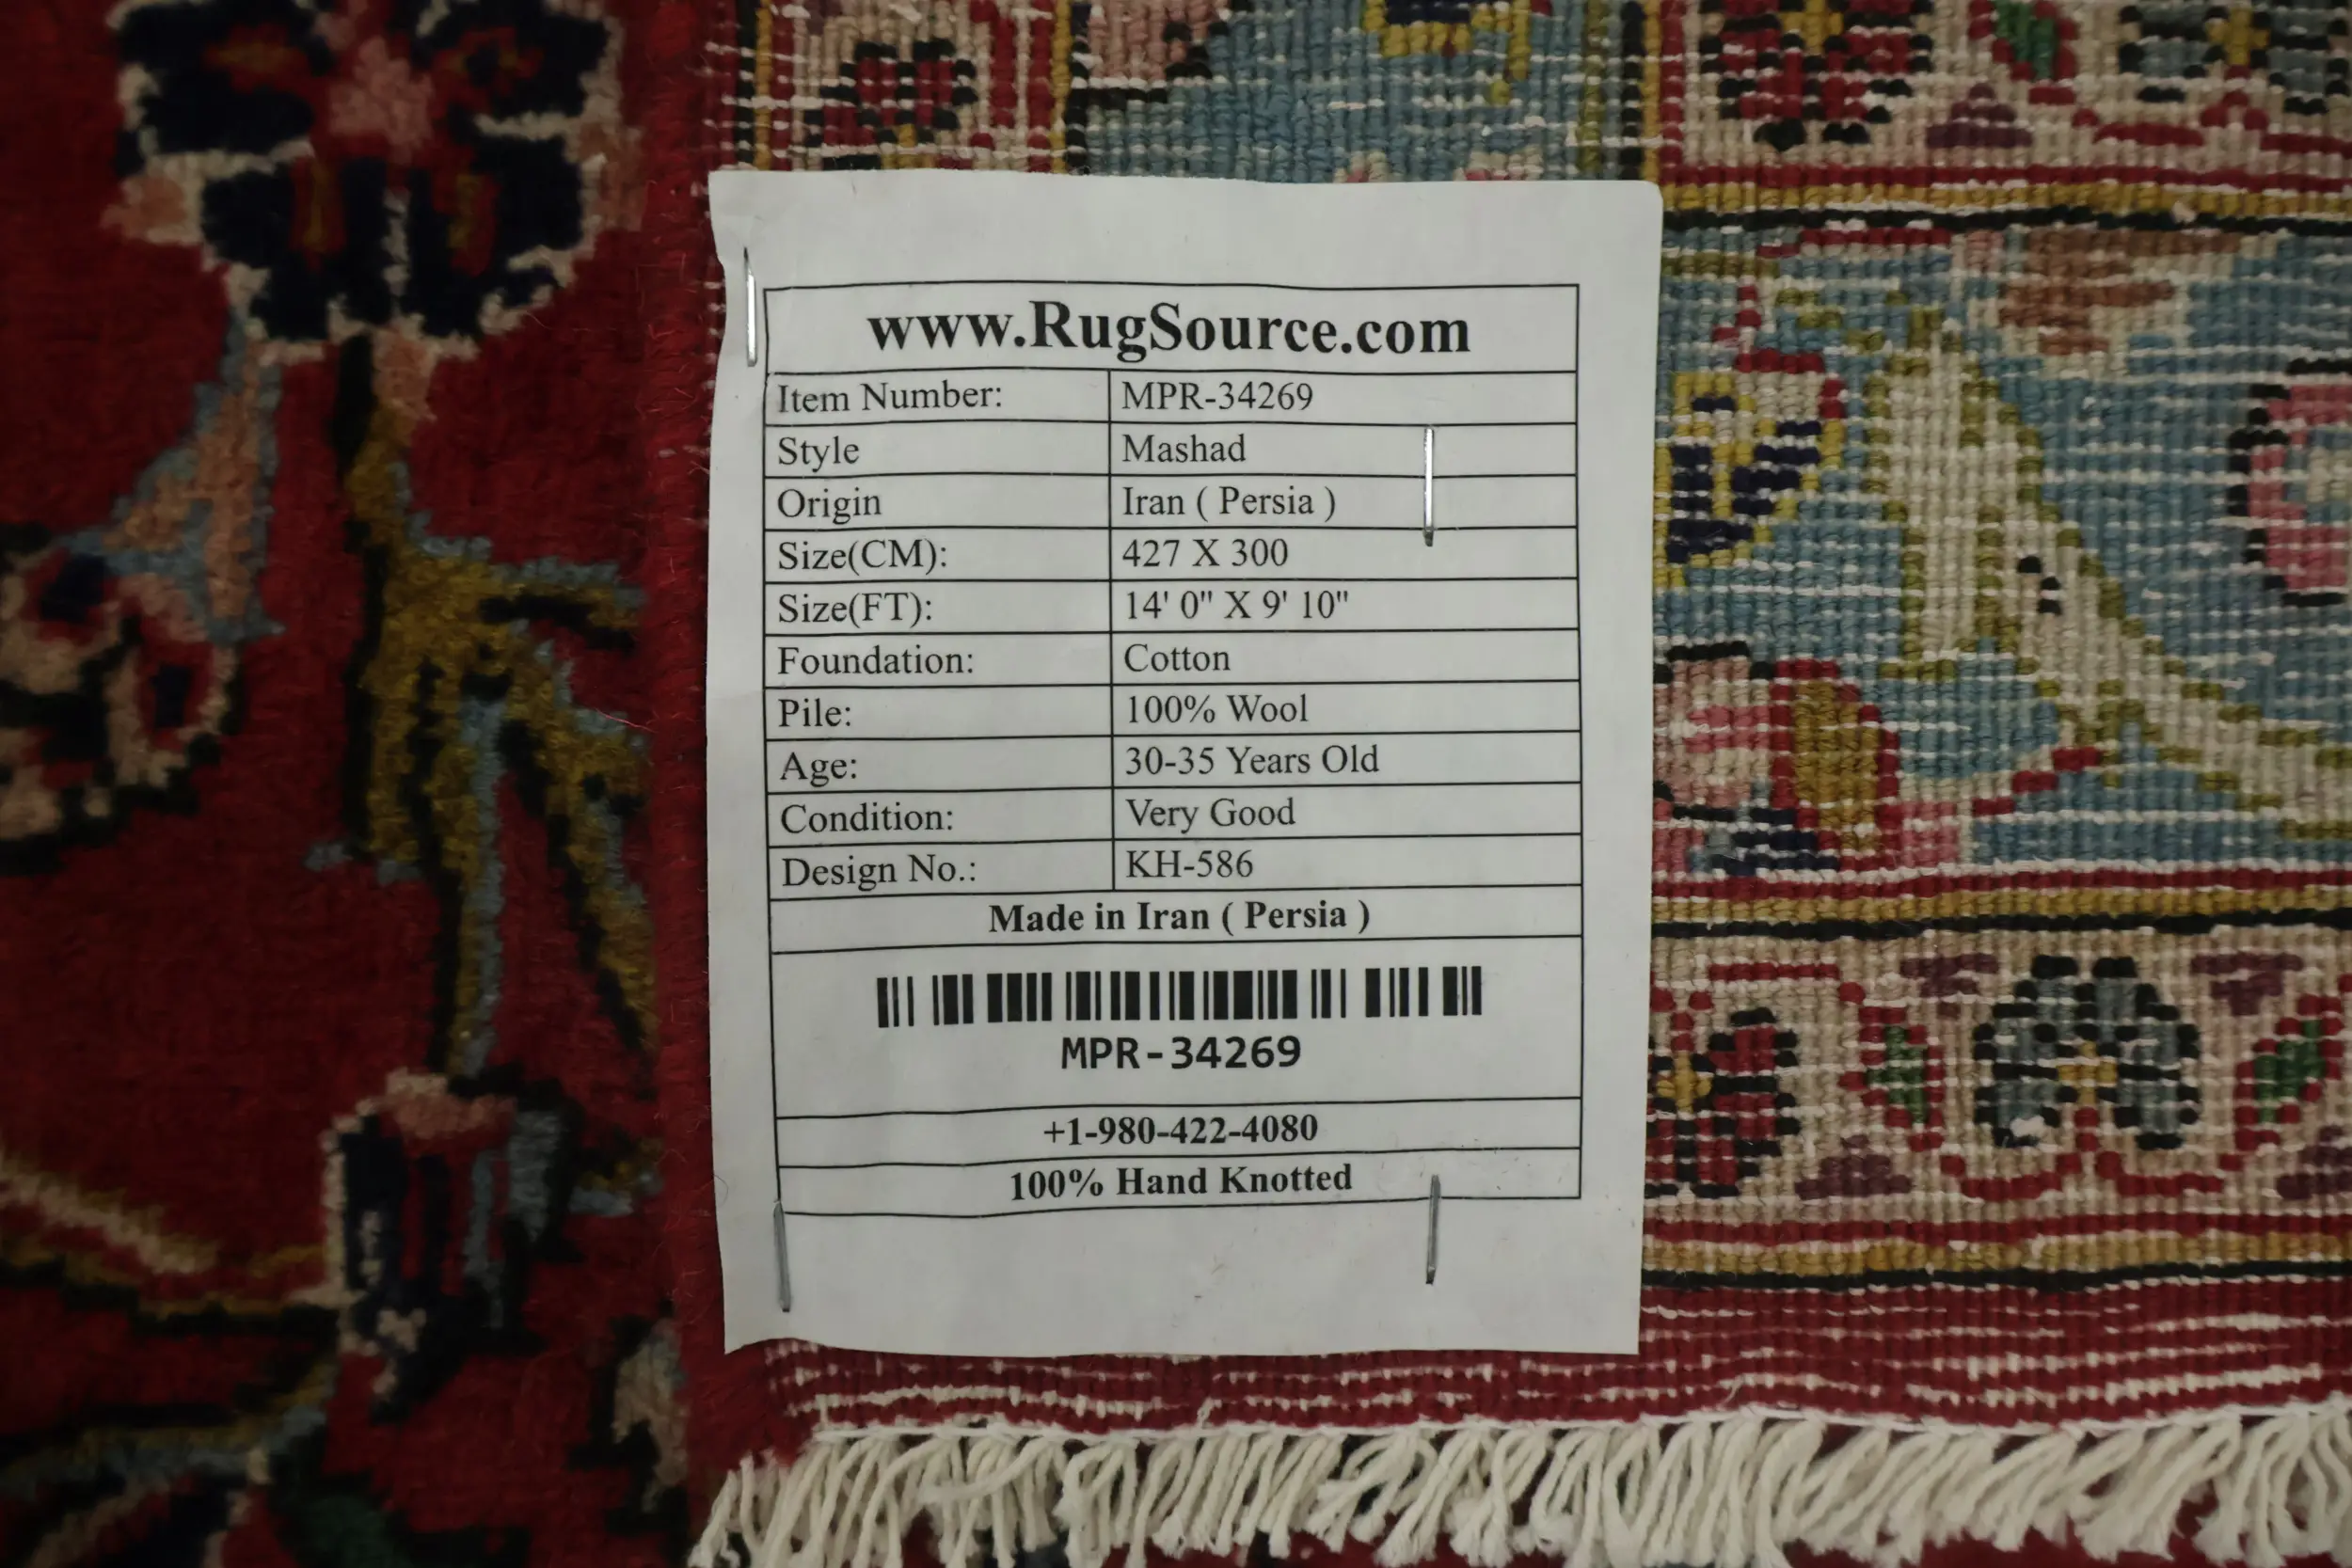 www.RugSource.com
Item Number: MPR-34269
Style Mashad
Origin Iran ( Persia )
Size(CM): 427 X 300
Size(FT): 14' 0" X 9' 10"
Foundation: Cotton
Pile: 100% Wool
Age: 30-35 Years Old
Condition: Very Good
Design No.: KH-586
Made in Iran ( Persia )
MPR-34269
+1-980-422-4080
100% Hand Knotted